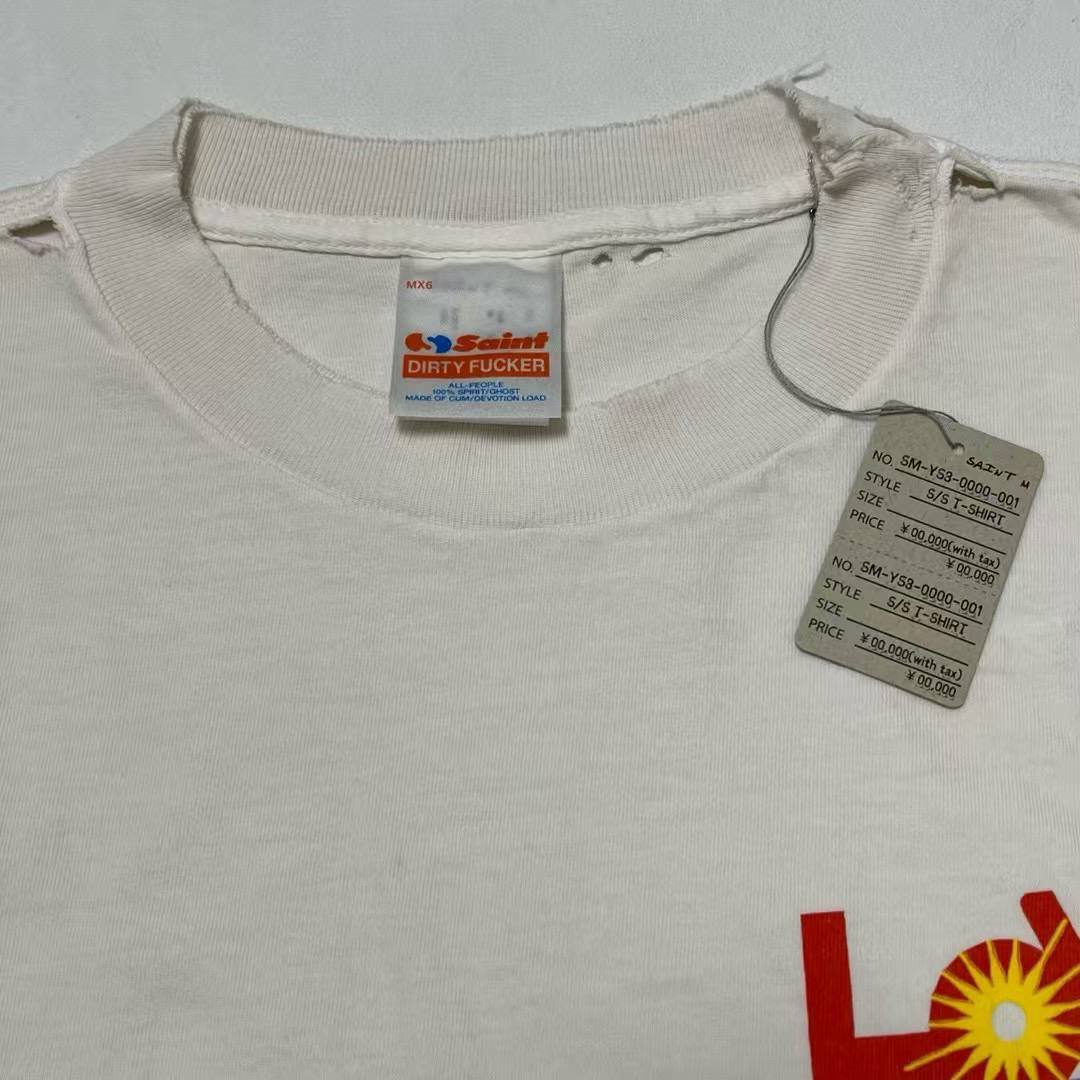 MX6
Saint
DIRTY FUCKER
ALL-PEOPLE
100% SPIRIT/GHOST
MADE OF CUM/DEVOTION LOAD
SAINT M
NO. SM-YS3-0000-001
STYLE S/S T-SHIRT
SIZE
PRICE ¥00,000(with tax)
¥00,000
NO. SM-YS3-0000-001
STYLE S/S T-SHIRT
SIZE
PRICE ¥00,000(with tax)
¥00,000